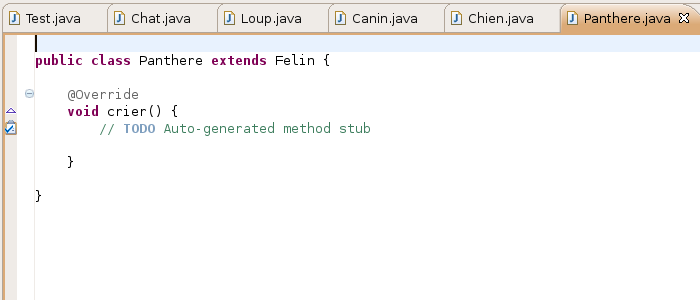 Test.java Chat.java Loup.java Canin.java Chien.java Panthere.java
public class Panthere extends Felin {
@Override
void crier() {
// TODO Auto-generated method stub
}
}